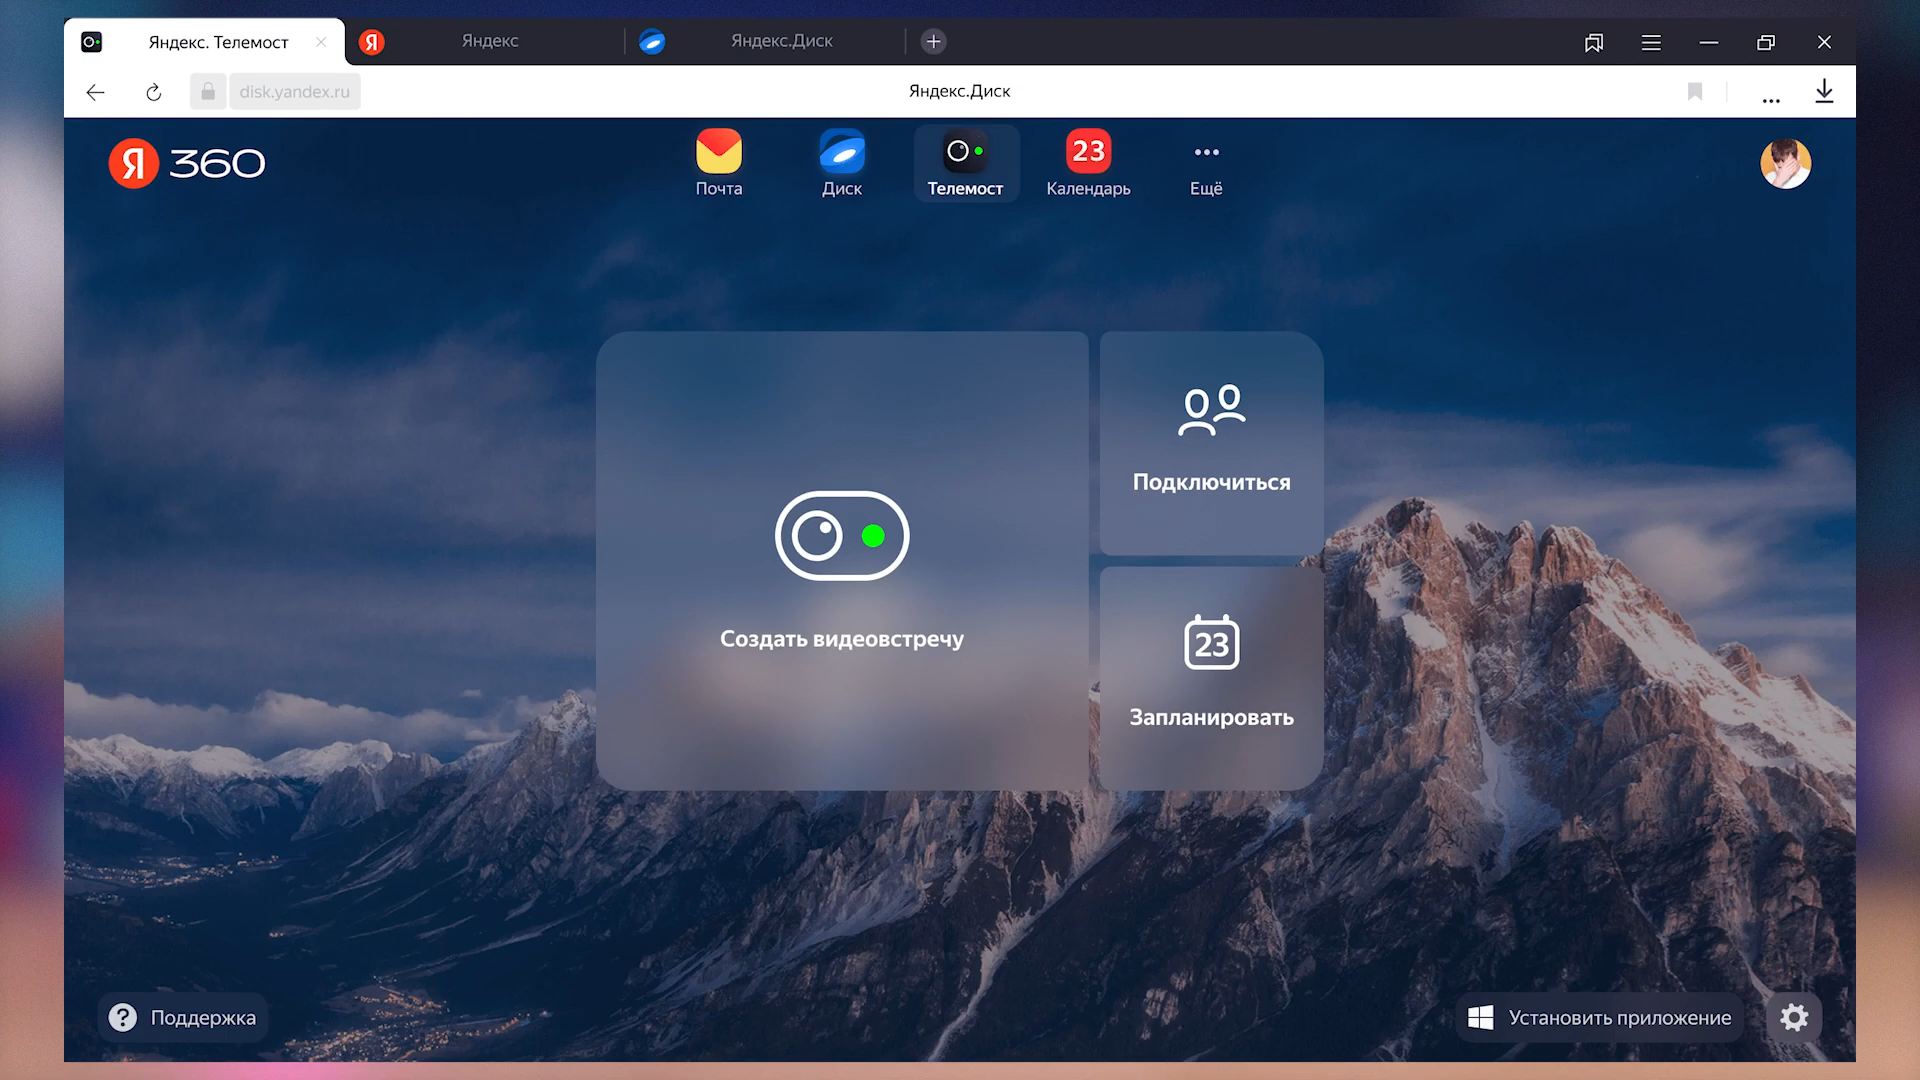 Яндекс. Телемост
Я
Яндекс
Яндекс.Диск
disk.yandex.ru
Яндекс.Диск
Я 360
Почта
Диск
Телемост
23
Календарь
Ещё
Создать видеовстречу
Подключиться
23
Запланировать
? Поддержка
Установить приложение